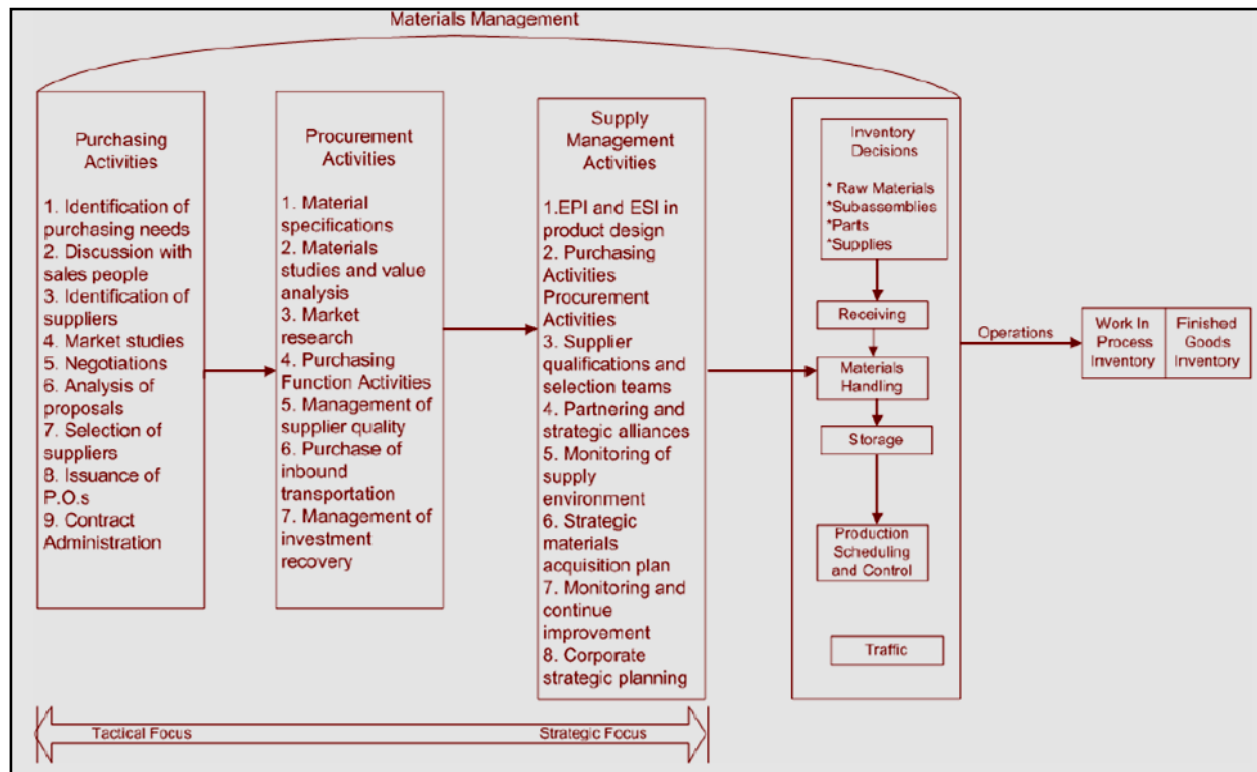 Materials Management
Purchasing
Activities
1. Identification of
purchasing needs
2. Discussion with
sales people
3. Identification of
suppliers
4. Market studies
5. Negotiations
6. Analysis of
proposals
7. Selection of
suppliers
8. Issuance of
P.O.s
9. Contract
Administration
Procurement
Activities
1. Material
specifications
2. Materials
studies and value
analysis
3. Market
research
4. Purchasing
Function Activities
5. Management of
supplier quality
6. Purchase of
inbound
transportation
7. Management of
investment
recovery
Supply
Management
Activities
1.EPI and ESI in
product design
2. Purchasing
Activities
Procurement
Activities
3. Supplier
qualifications and
selection teams
4. Partnering and
strategic alliances
5. Monitoring of
supply
environment
6. Strategic
materials
acquisition plan
7. Monitoring and
continue
improvement
8. Corporate
strategic planning
Inventory
Decisions
* Raw Materials
*Subassemblies
*Parts
*Supplies
Receiving
Materials
Handling
Storage
Production
Scheduling
and Control
Traffic
Operations
Work In
Process
Inventory
Finished
Goods
Inventory
Tactical Focus
Strategic Focus